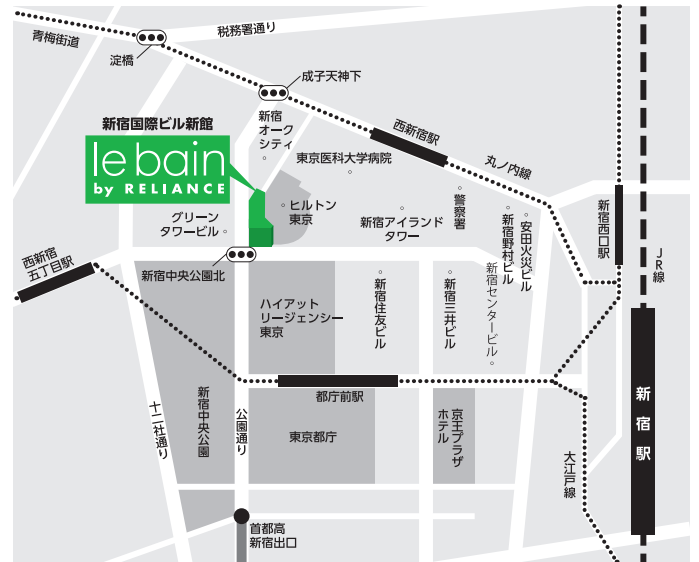 税務署通り
青梅街道
淀橋
成子天神下
新宿国際ビル新館
le bain
by RELIANCE
新宿
オーク
シティ
西新宿駅
丸ノ内線
東京医科大学病院
ヒルトン
東京
グリーン
タワービル
新宿アイランド
タワー
警察署
新宿野村ビル
安田火災ビル
新宿西口駅
JR線
西新宿
五丁目駅
新宿中央公園北
ハイアット
リージェンシー
東京
新宿住友ビル
新宿三井ビル
新宿センタービル
新宿駅
都庁前駅
十二社通り
新宿中央公園
公園通り
東京都庁
京王プラザ
ホテル
大江戸線
首都高
新宿出口